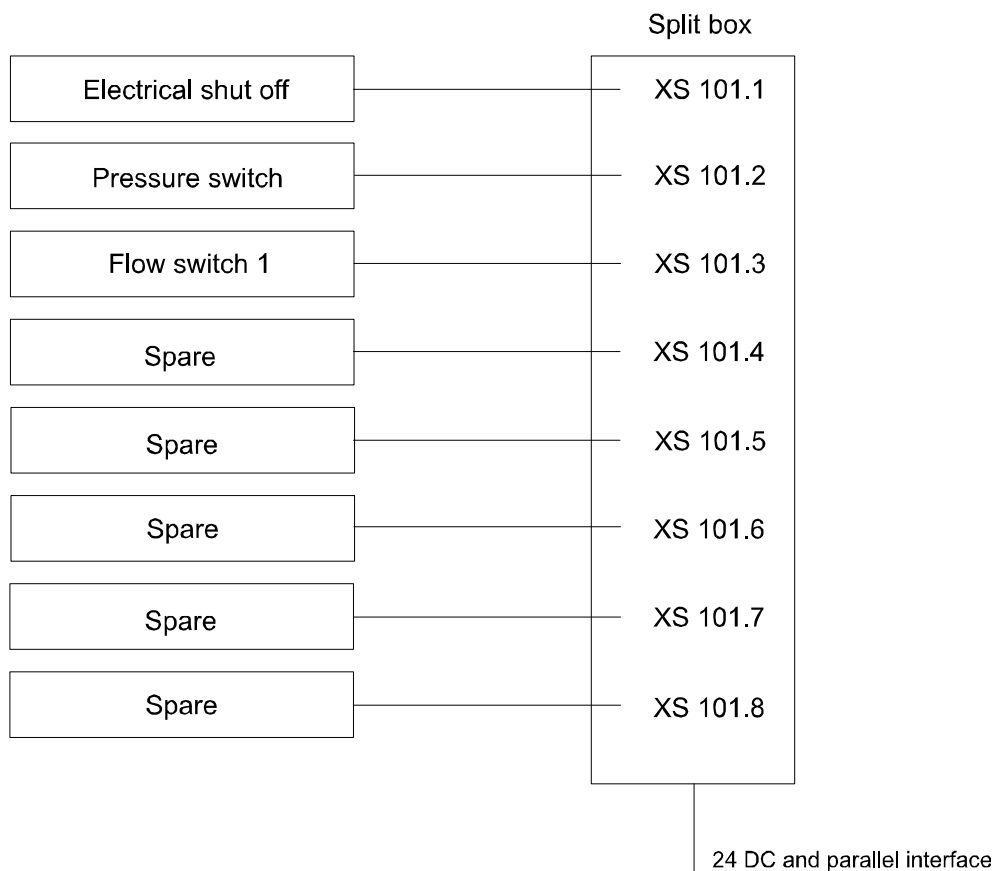 Split box
Electrical shut off
XS 101.1
Pressure switch
XS 101.2
Flow switch 1
XS 101.3
Spare
XS 101.4
Spare
XS 101.5
Spare
XS 101.6
Spare
XS 101.7
Spare
XS 101.8
24 DC and parallel interface